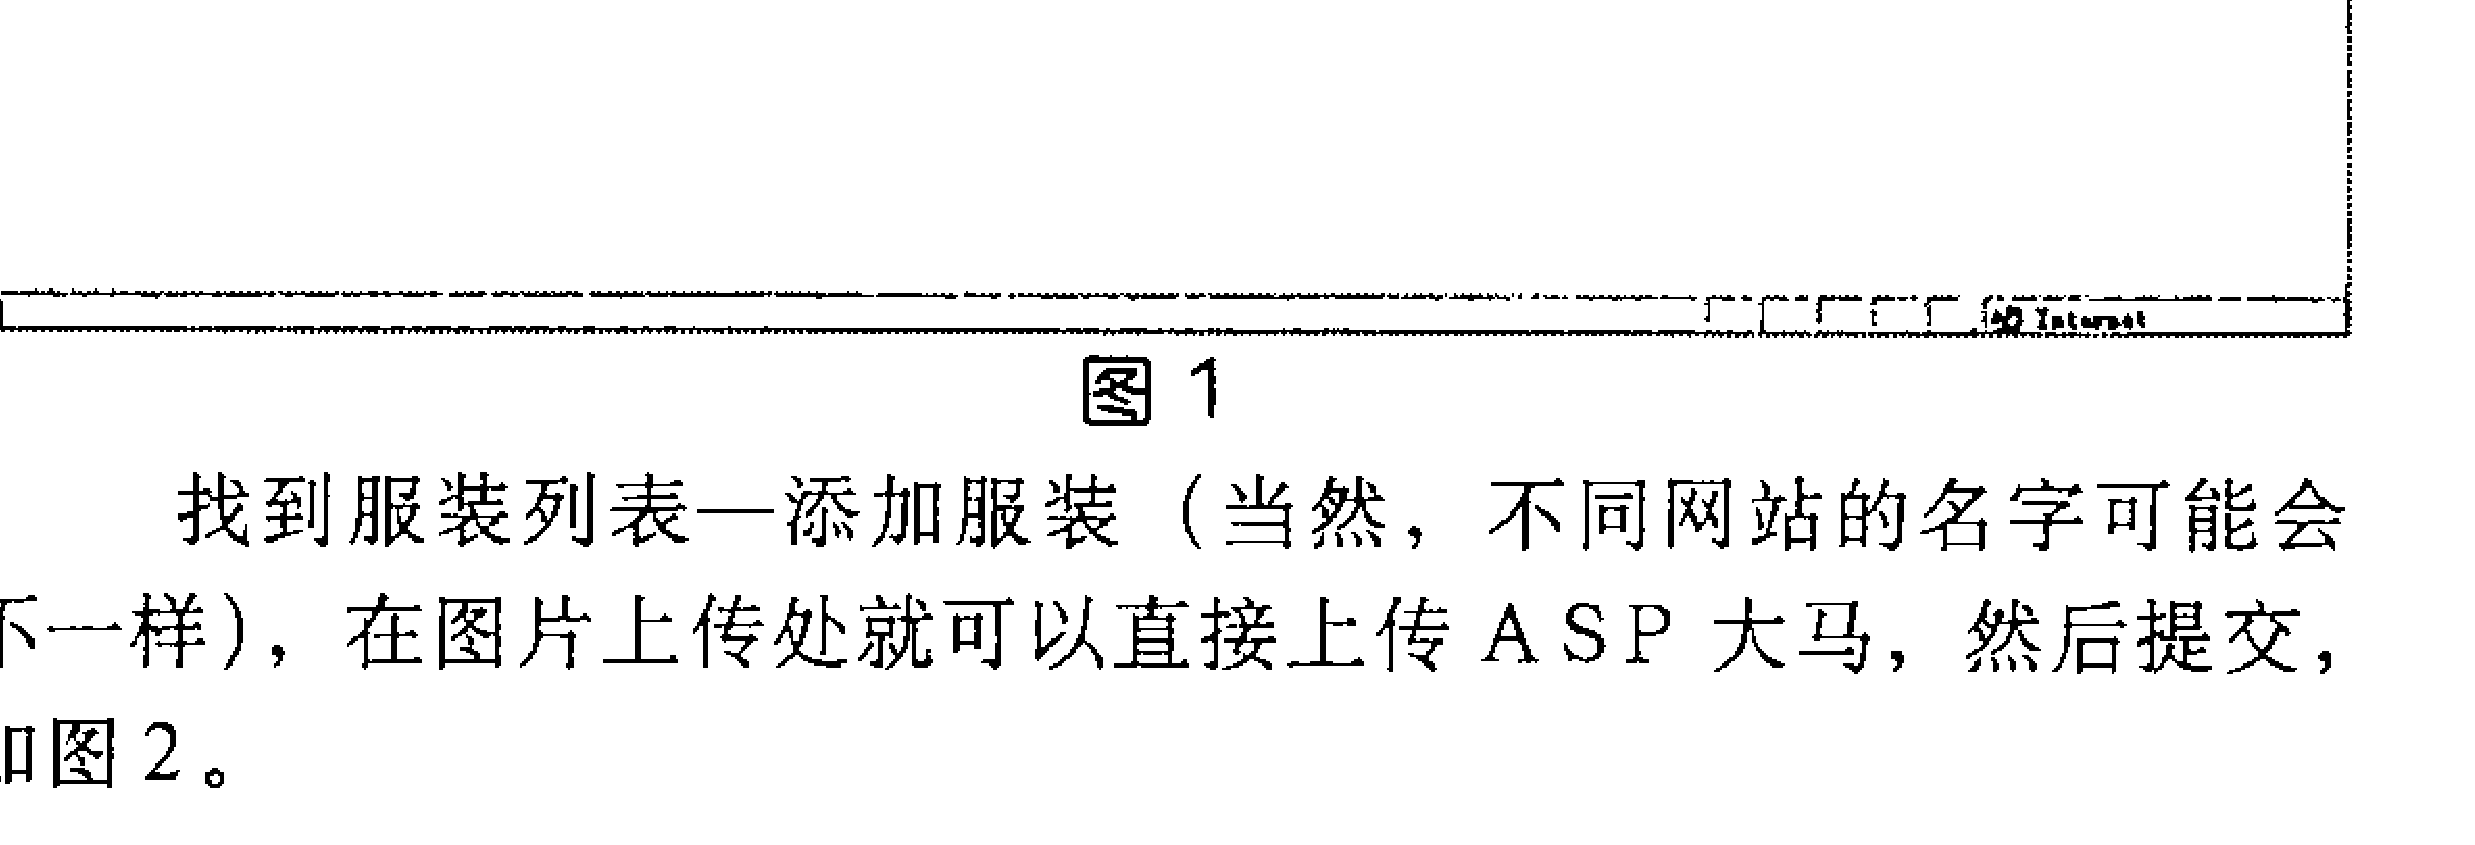 Internet
图 1
找到服装列表—添加服装（当然，不同网站的名字可能会
不一样），在图片上传处就可以直接上传 ASP 大马，然后提交，
如图 2。